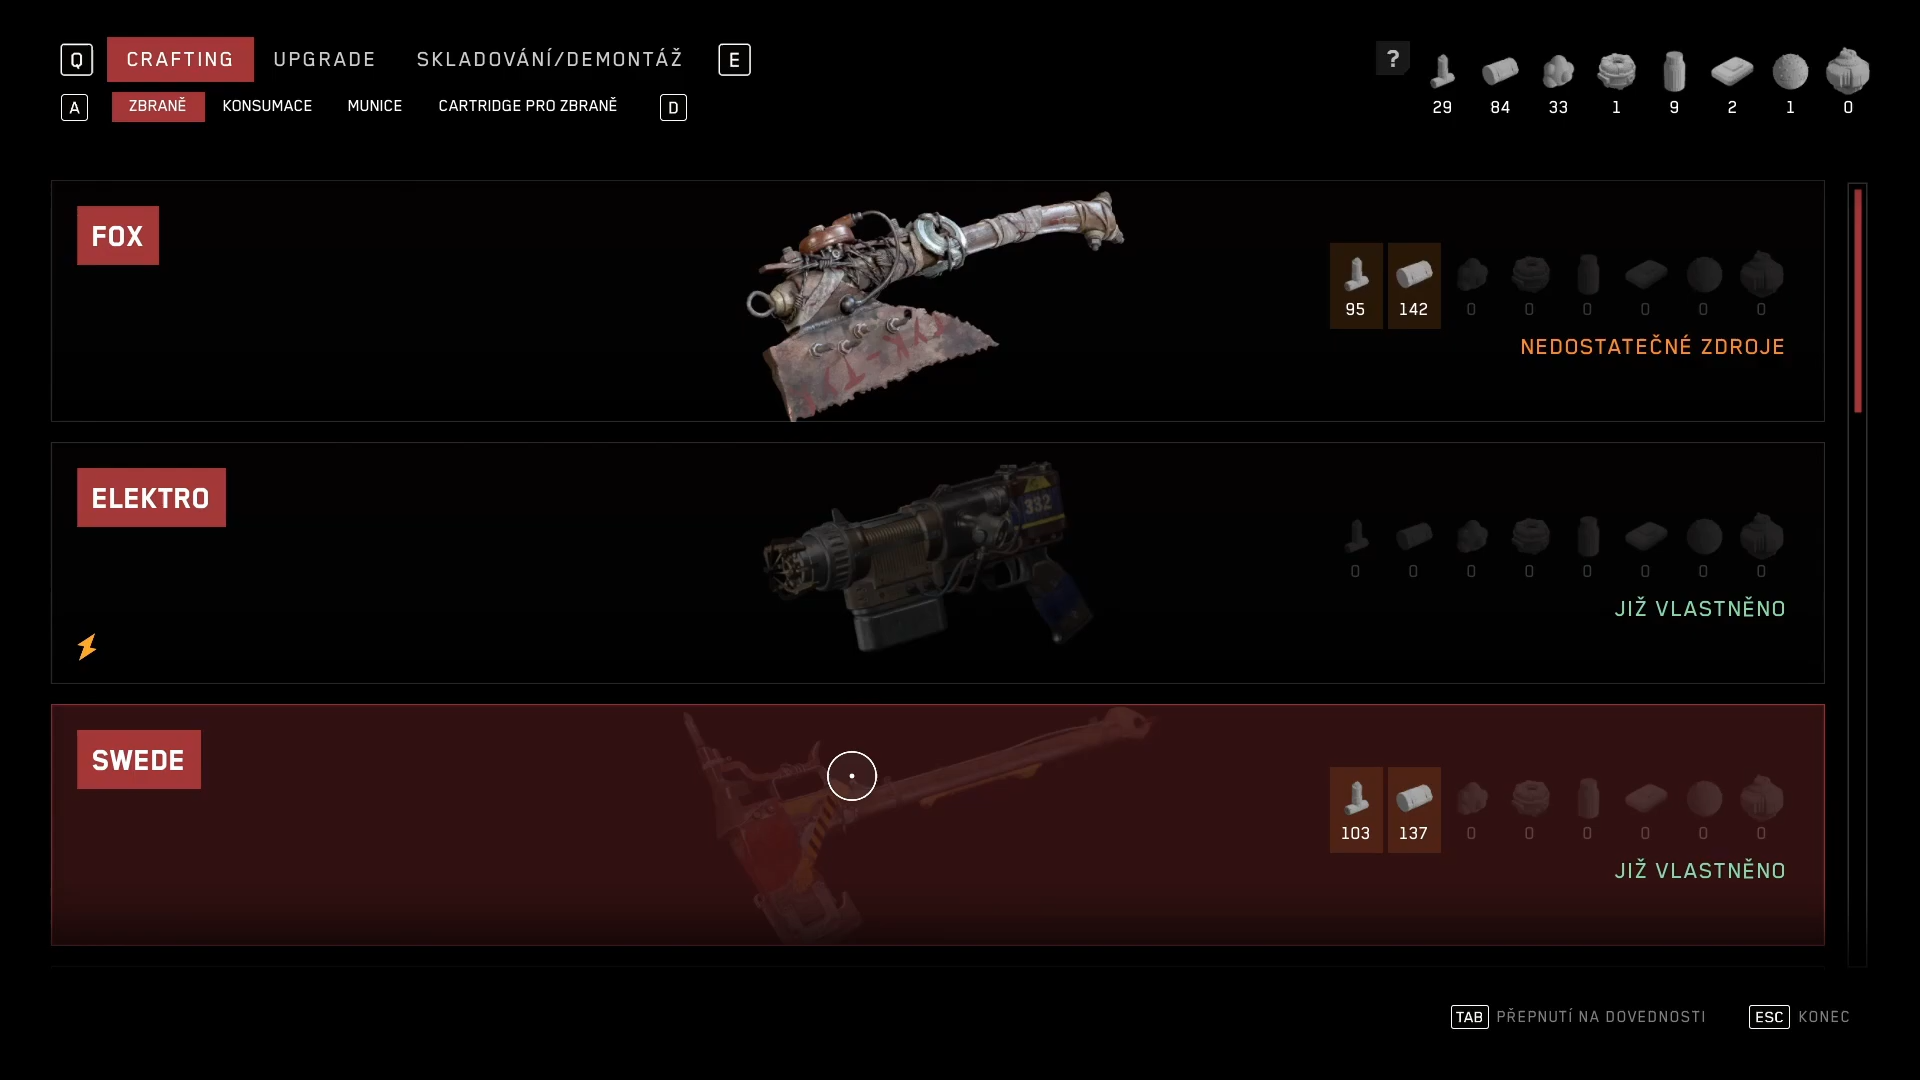 Q CRAFTING UPGRADE SKLADOVÁNÍ/DEMONTÁŽ E
A ZBRANĚ KONSUMACE MUNICE CARTRIDGE PRO ZBRANĚ D
?
29 84 33 1 9 2 1 0
FOX
95 142 0 0 0 0 0 0
NEDOSTATEČNÉ ZDROJE
ELEKTRO
332
0 0 0 0 0 0 0 0
JIŽ VLASTNĚNO
SWEDE
103 137 0 0 0 0 0 0
JIŽ VLASTNĚNO
TAB PŘEPNUTÍ NA DOVEDNOSTI ESC KONEC